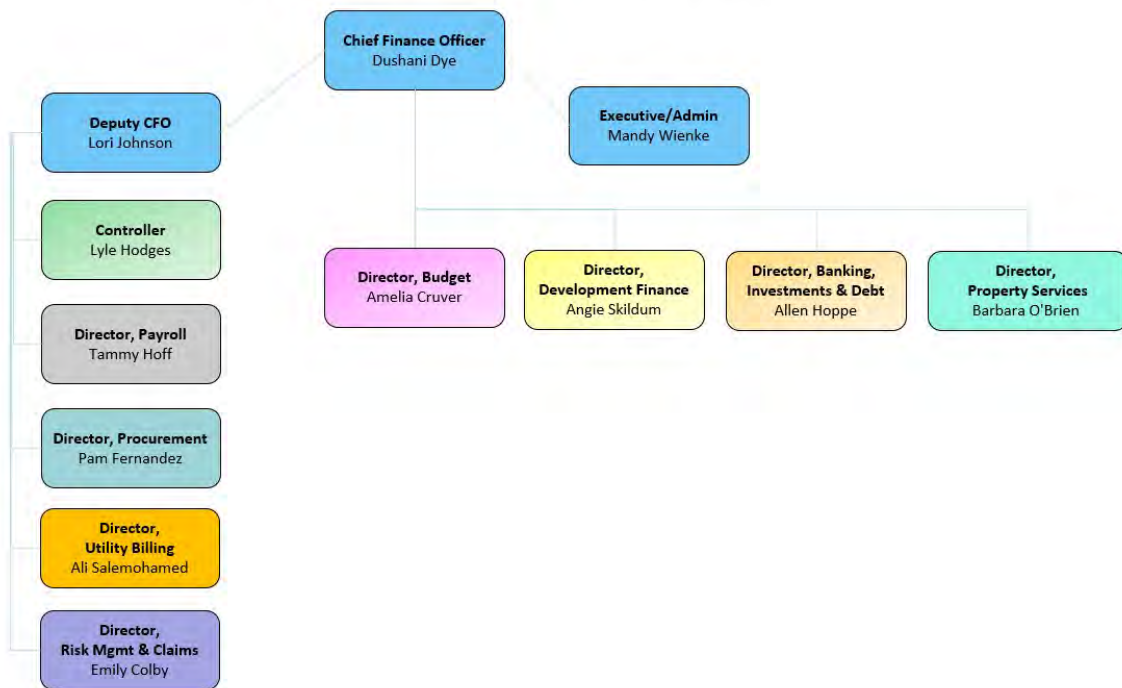 Chief Finance Officer
Dushani Dye
Deputy CFO
Lori Johnson
Executive/Admin
Mandy Wienke
Controller
Lyle Hodges
Director, Budget
Amelia Cruver
Director,
Development Finance
Angie Skildum
Director, Banking,
Investments & Debt
Allen Hoppe
Director,
Property Services
Barbara O'Brien
Director, Payroll
Tammy Hoff
Director, Procurement
Pam Fernandez
Director,
Utility Billing
Ali Salemohamed
Director,
Risk Mgmt & Claims
Emily Colby